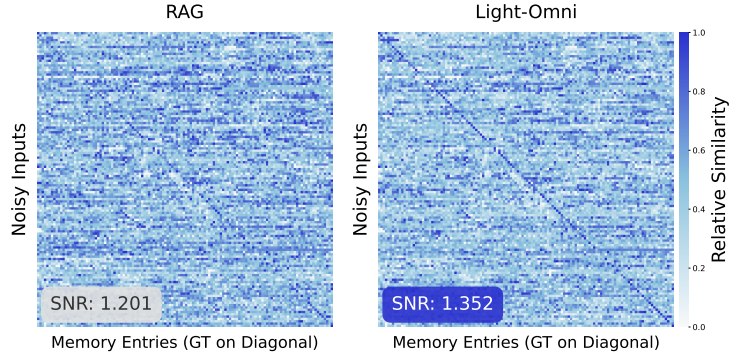 RAG
Light-Omni
Noisy Inputs
SNR: 1.201
Memory Entries (GT on Diagonal)
Noisy Inputs
SNR: 1.352
Memory Entries (GT on Diagonal)
1.0
0.8
0.6
0.4
0.2
0.0
Relative Similarity